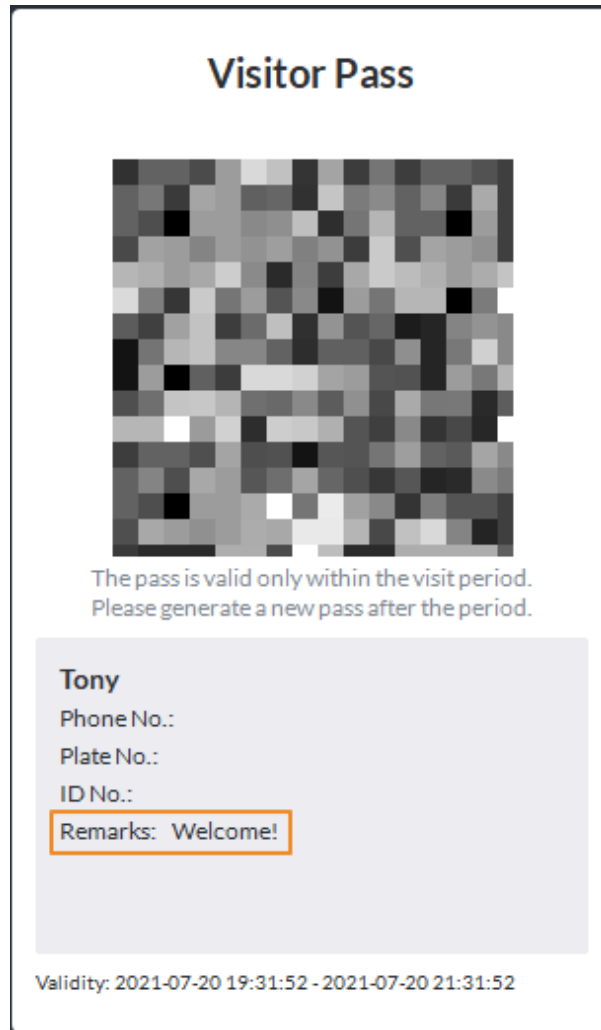 Visitor Pass
The pass is valid only within the visit period.
Please generate a new pass after the period.
Tony
Phone No.:
Plate No.:
ID No.:
Remarks: Welcome!
Validity: 2021-07-20 19:31:52 - 2021-07-20 21:31:52